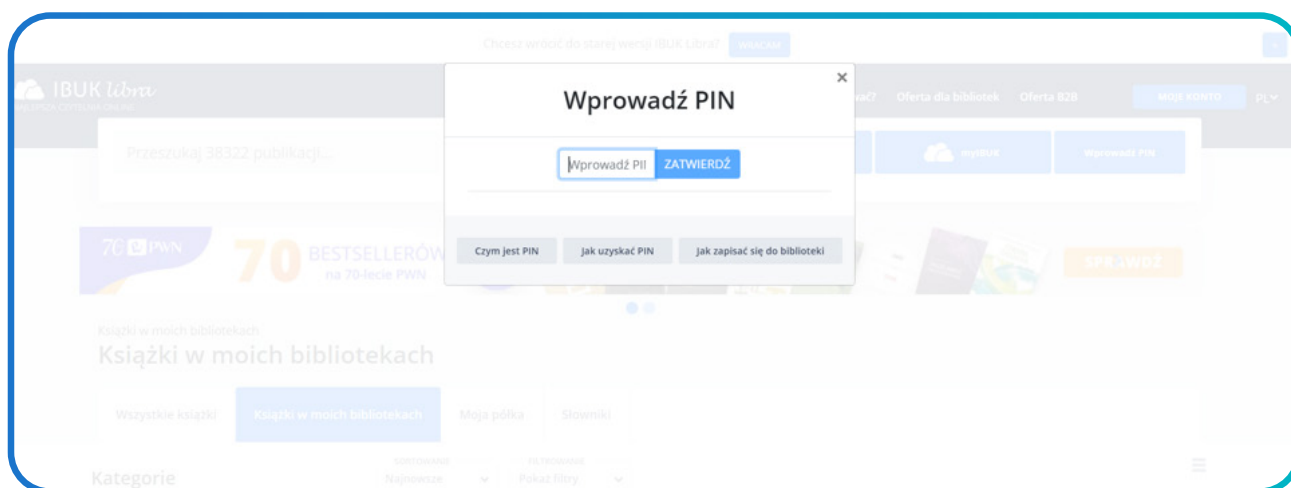 Chcesz wrócić do starej wersji IBUK Libra? WRACAM
IBUK libra
Oferta dla bibliotek Oferta B2B MOJE KONTO PL
Wprowadź PIN
×
Wprowadź PI
ZATWIERDŹ
Czym jest PIN Jak uzyskać PIN Jak zapisać się do biblioteki
Przeszukaj 38322 publikacji...
myIBUK
Wprowadź PIN
70 PWN
70 BESTSELLERÓW
na 70-lecie PWN
SPRAWDŹ
Książki w moich bibliotekach
Książki w moich bibliotekach
Wszystkie książki Książki w moich bibliotekach Moja półka Słowniki
Kategorie
SORTOWANIE
Najnowsze
FILTROWANIE
Pokaż filtry